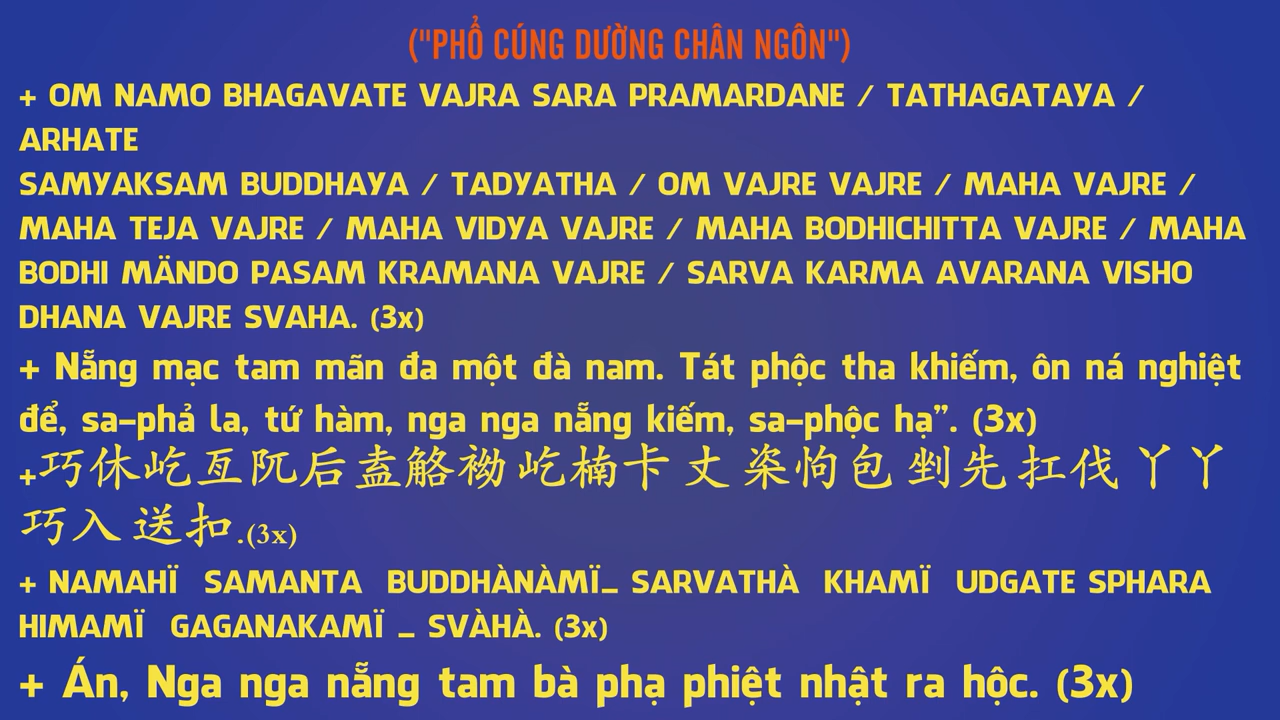 ("PHỔ CÚNG DƯỜNG CHÂN NGÔN")
+ OM NAMO BHAGAVATE VAJRA SARA PRAMARDANE / TATHAGATAYA /
ARHATE
SAMYAKSAM BUDDHAYA / TADYATHA / OM VAJRE VAJRE / MAHA VAJRE /
MAHA TEJA VAJRE / MAHA VIDYA VAJRE / MAHA BODHICHITTA VAJRE / MAHA
BODHI MÄNDO PASAM KRAMANA VAJRE / SARVA KARMA AVARANA VISHO
DHANA VAJRE SVAHA. (3x)
+ Nẵng mạc tam mãn đa một đà nam. Tát phộc tha khiếm, ôn ná nghiệt
để, sa-phả la, tứ hàm, nga nga nẵng kiếm, sa-phộc hạ”. (3x)
+巧休屹亙阢后盍觡袎屹楠卡丈栥怐包剉先扛伐丫丫
巧入送扣.(3x)
+ NAMAHÏ SAMANTA BUDDHÀNÀMÏ_ SARVATHÀ KHAMÏ UDGATE SPHARA
HIMAMÏ GAGANAKAMÏ _ SVÀHÀ. (3x)
+ Án, Nga nga nẵng tam bà phạ phiệt nhật ra hộc. (3x)